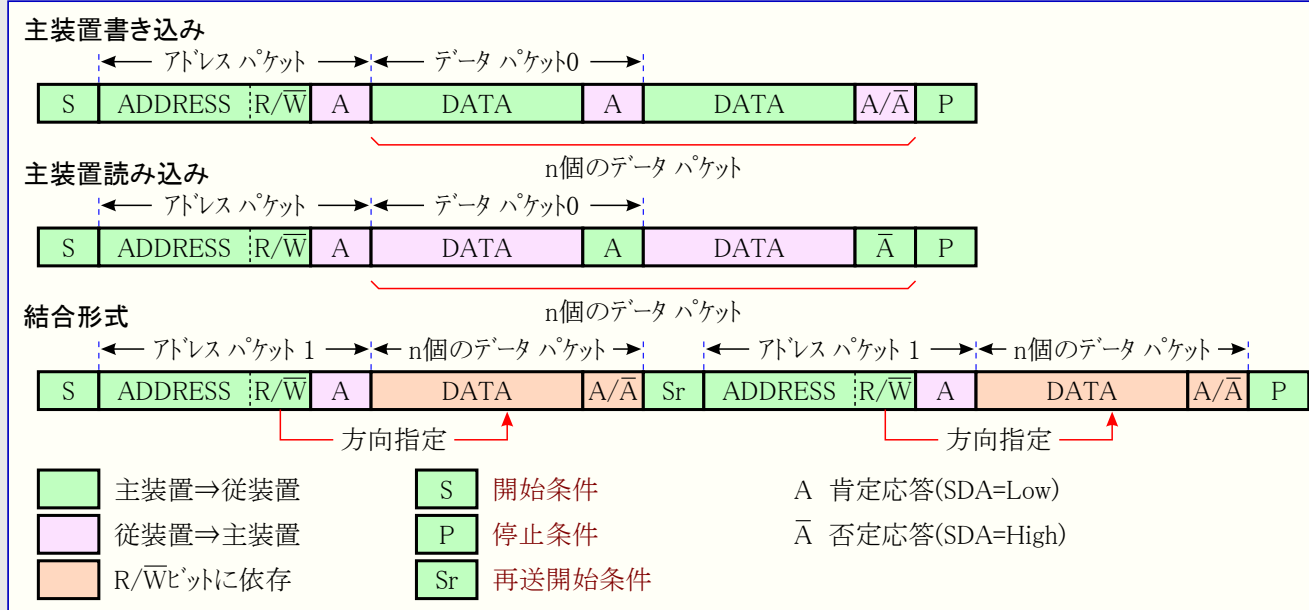 主装置書き込み
アドレス パケット データ パケット0
S ADDRESS R/W̅ A DATA A DATA A/A̅ P
n個のデータ パケット
主装置読み込み
アドレス パケット データ パケット0
S ADDRESS R/W̅ A DATA A DATA A̅ P
n個のデータ パケット
結合形式
アドレス パケット 1 n個のデータ パケット アドレス パケット 1 n個のデータ パケット
S ADDRESS R/W̅ A DATA A/A̅ Sr ADDRESS R/W̅ A DATA A/A̅ P
方向指定 方向指定
主装置⇒従装置 S 開始条件 A 肯定応答(SDA=Low)
従装置⇒主装置 P 停止条件 A̅ 否定応答(SDA=High)
R/W̅ビットに依存 Sr 再送開始条件